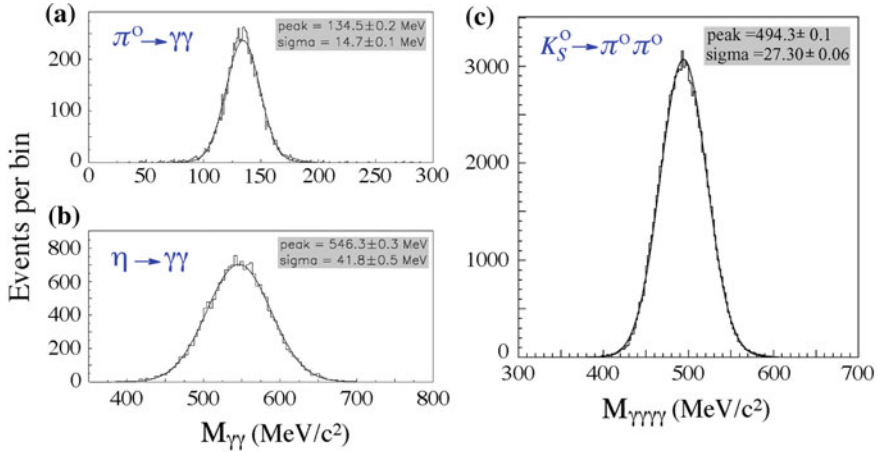 (a)
π⁰→γγ
peak = 134.5±0.2 MeV
sigma = 14.7±0.1 MeV
200
100
0
0 50 100 150 200 250 300
(b)
η→γγ
peak = 546.3±0.3 MeV
sigma = 41.8±0.5 MeV
800
600
400
200
0
400 500 600 700 800
Events per bin
Mγγ (MeV/c²)
(c)
K⁰S→π⁰π⁰
peak =494.3± 0.1
sigma =27.30± 0.06
3000
2000
1000
0
300 400 500 600 700
Mγγγγ (MeV/c²)